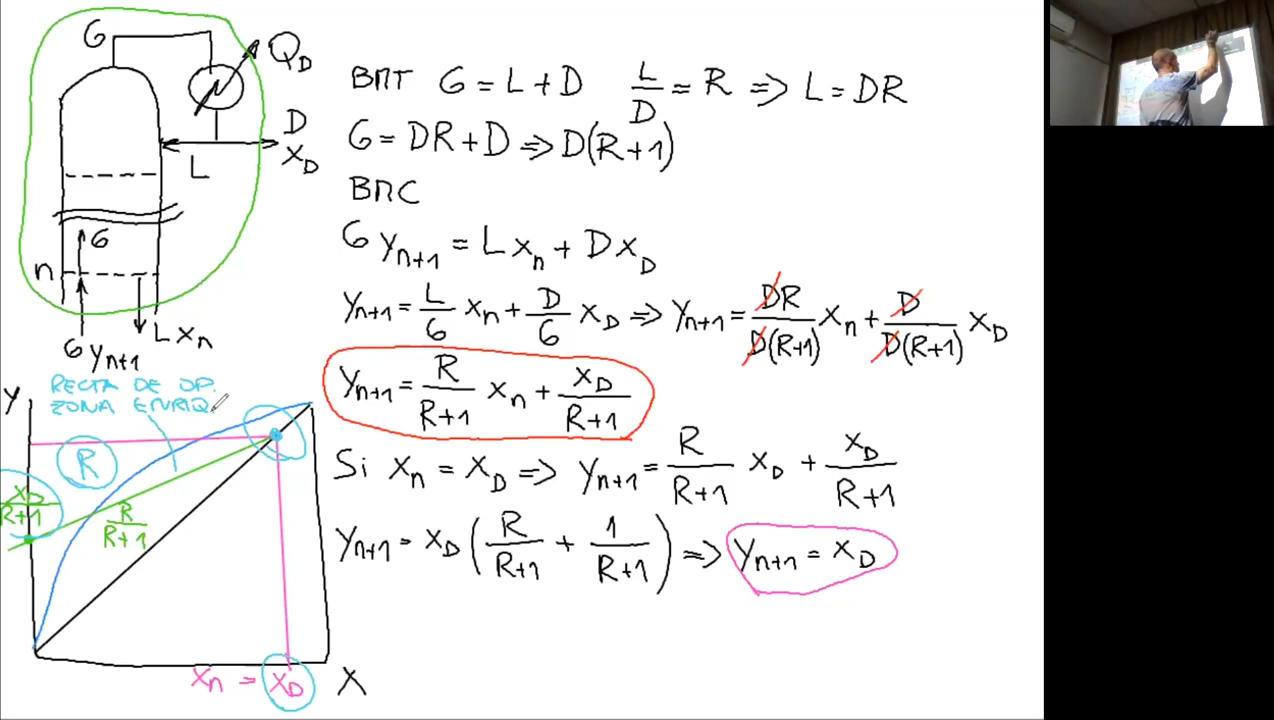 G
Q_D
D
X_D
L
G
n
G y_{n+1}
L x_n
BMT G = L + D L/D = R => L = DR
G = DR + D => D(R+1)
BMC
G y_{n+1} = L x_n + D x_D
y_{n+1} = L/G x_n + D/G x_D => y_{n+1} = DR/D(R+1) x_n + D/D(R+1) x_D
y_{n+1} = R/R+1 x_n + x_D/R+1
Si x_n = x_D => y_{n+1} = R/R+1 x_D + x_D/R+1
y_{n+1} = x_D (R/R+1 + 1/R+1) => y_{n+1} = x_D
RECTA DE OP.
ZONA ENRIQ
Y
R
x_D/R+1
R/R+1
x_n = x_D
X